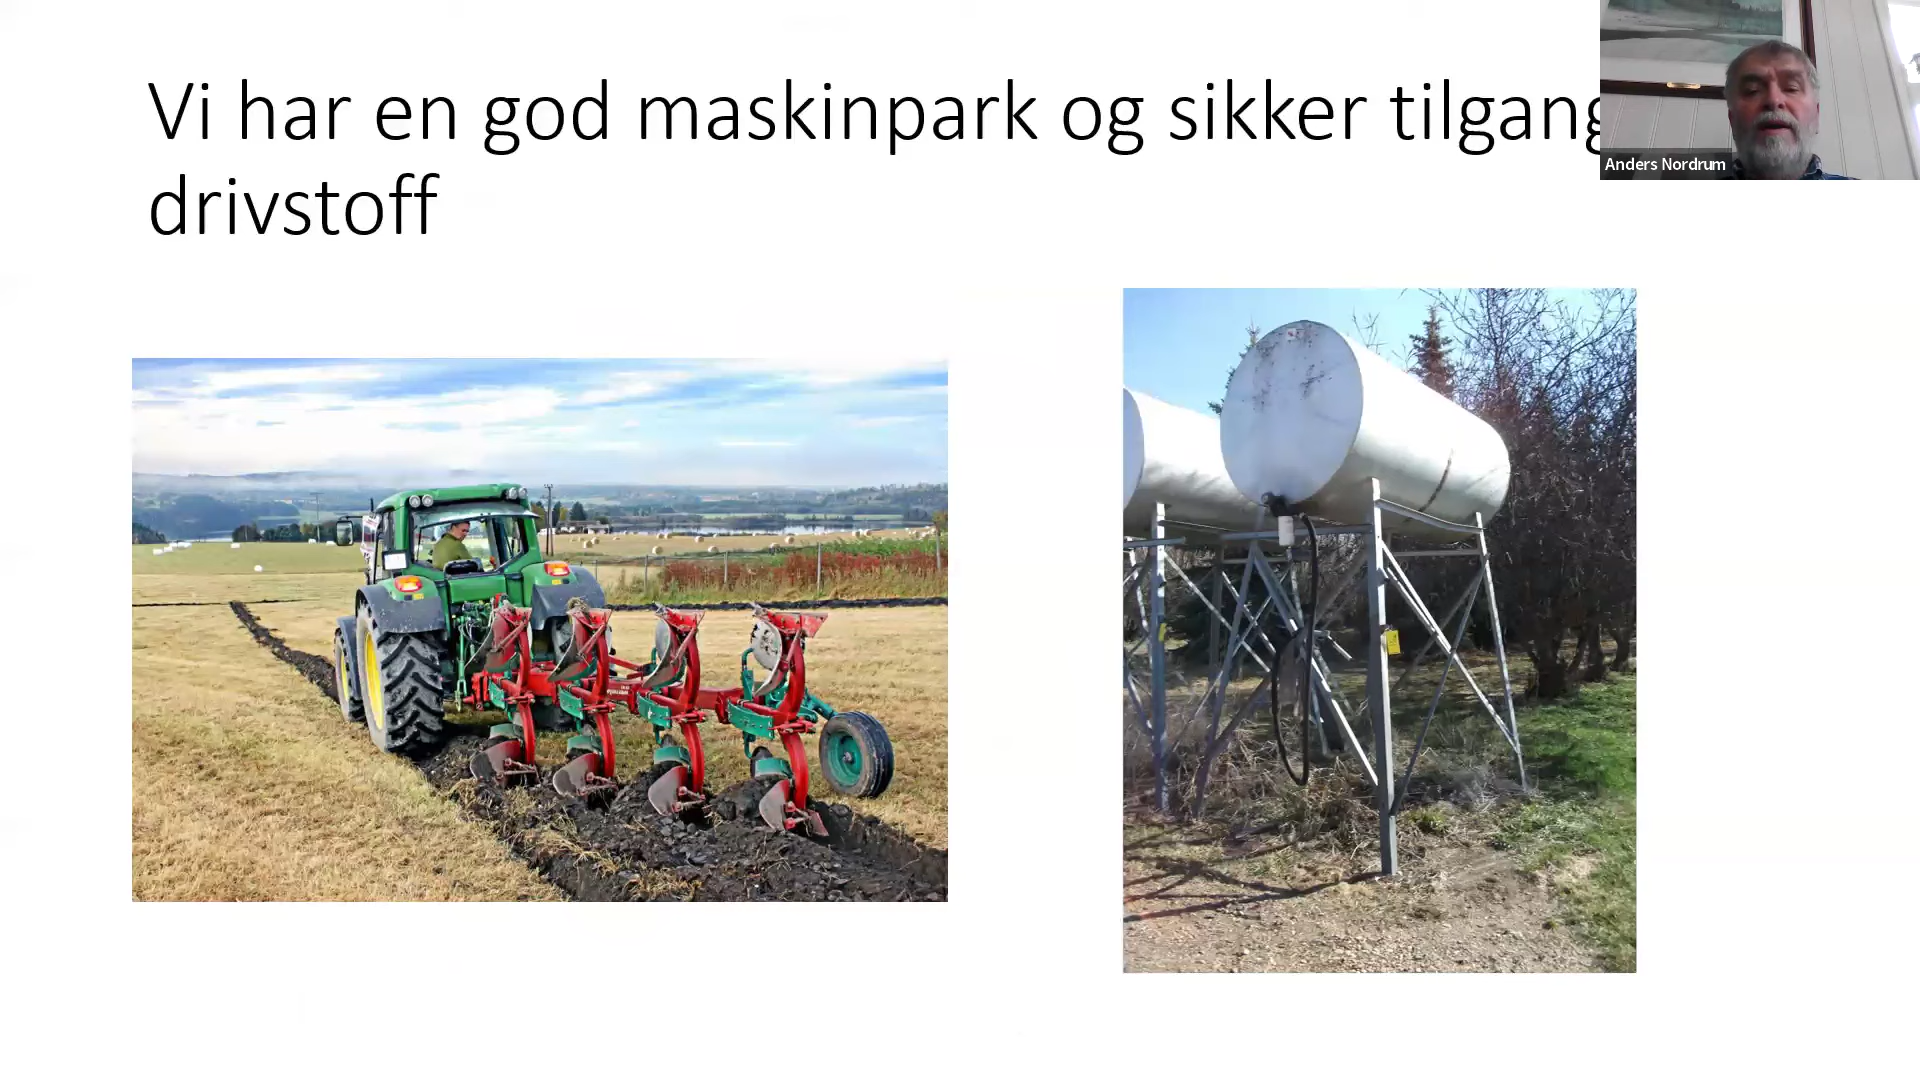 Vi har en god maskinpark og sikker tilgang
drivstoff
Anders Nordrum